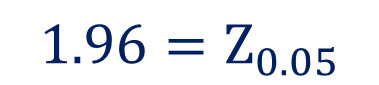 1.96 = Z₀.₀₅